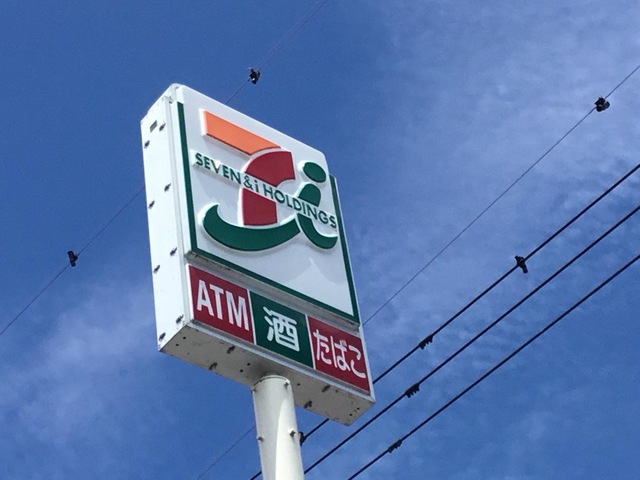 SEVEN&i HOLDINGS
ATM 酒 たばこ